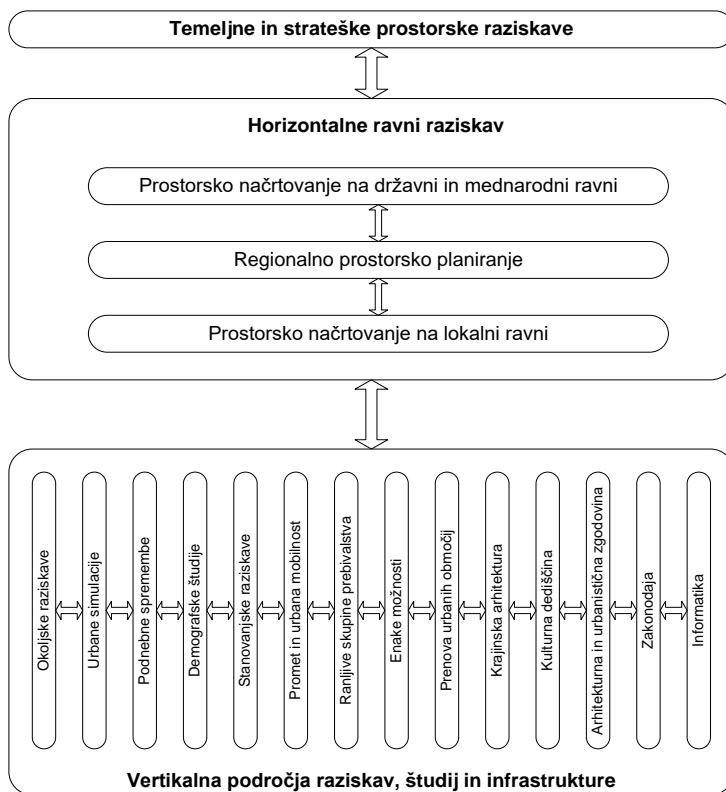 Temeljne in strateške prostorske raziskave
Horizontalne ravni raziskav
Prostorsko načrtovanje na državni in mednarodni ravni
Regionalno prostorsko planiranje
Prostorsko načrtovanje na lokalni ravni
Okoljske raziskave
Urbane simulacije
Podnebne spremembe
Demografske študije
Stanovanjske raziskave
Promet in urbana mobilnost
Ranljive skupine prebivalstva
Enake možnosti
Prenova urbanih območij
Krajinska arhitektura
Kulturna dediščina
Arhitekturna in urbanistična zgodovina
Zakonodaja
Informatika
Vertikalna področja raziskav, študij in infrastrukture